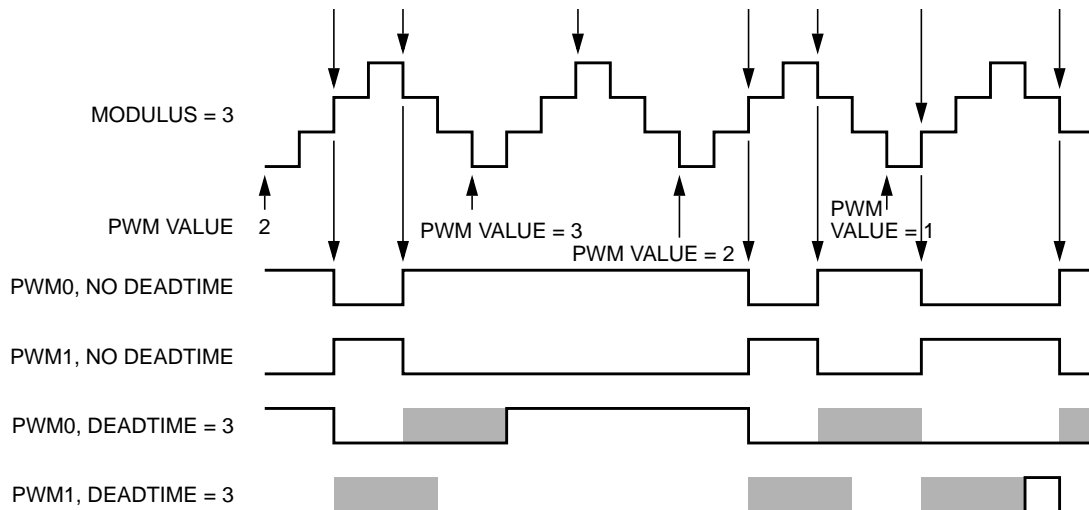 MODULUS = 3
PWM VALUE 2
PWM VALUE = 3
PWM VALUE = 2
PWM
VALUE = 1
PWM0, NO DEADTIME
PWM1, NO DEADTIME
PWM0, DEADTIME = 3
PWM1, DEADTIME = 3